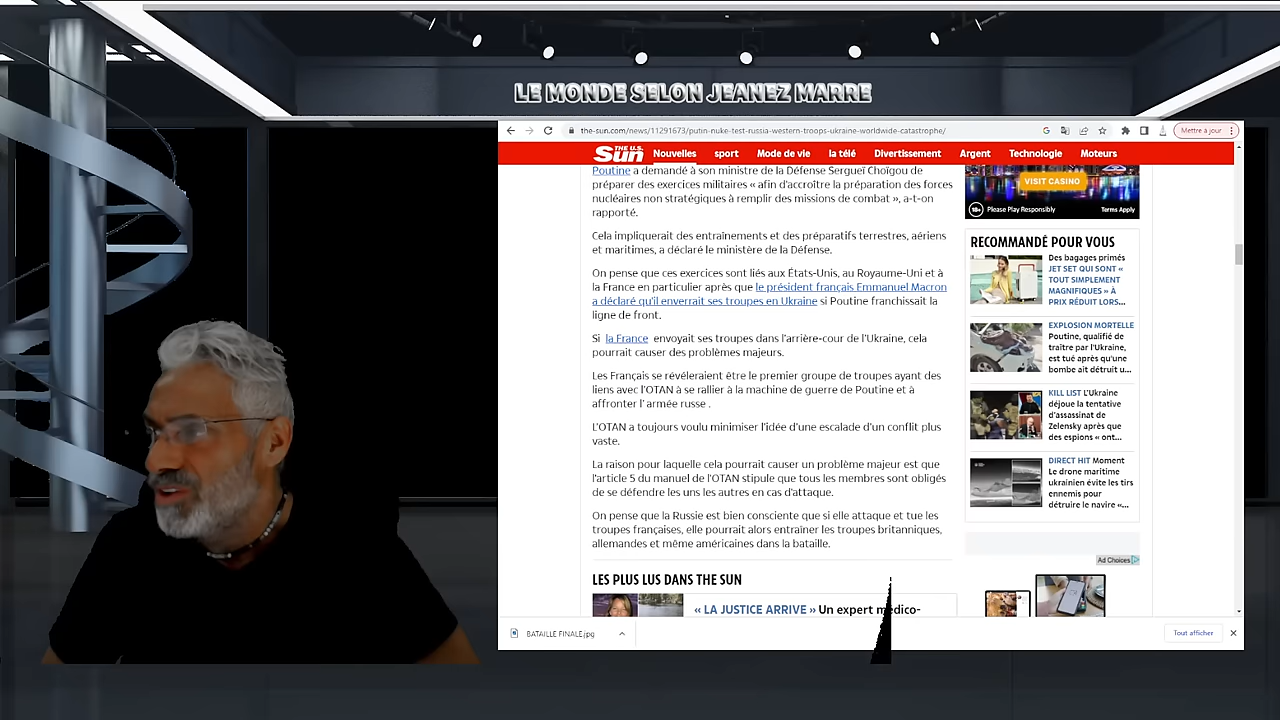 LE MONDE SELON JEANEZ MARRE
the-sun.com/news/11291673/putin-nuke-test-russia-western-troops-ukraine-worldwide-catastrophe/
Mettre à jour
THE U.S. Sun
Nouvelles sport Mode de vie la télé Divertissement Argent Technologie Moteurs
Poutine a demandé à son ministre de la Défense Sergueï Choïgou de
préparer des exercices militaires « afin d'accroître la préparation des forces
nucléaires non stratégiques à remplir des missions de combat », a-t-on
rapporté.
Cela impliquerait des entraînements et des préparatifs terrestres, aériens
et maritimes, a déclaré le ministère de la Défense.
On pense que ces exercices sont liés aux États-Unis, au Royaume-Uni et à
la France en particulier après que le président français Emmanuel Macron
a déclaré qu'il enverrait ses troupes en Ukraine si Poutine franchissait la
ligne de front.
Si la France envoyait ses troupes dans l'arrière-cour de l'Ukraine, cela
pourrait causer des problèmes majeurs.
Les Français se révéleraient être le premier groupe de troupes ayant des
liens avec l'OTAN à se rallier à la machine de guerre de Poutine et à
affronter l' armée russe .
L'OTAN a toujours voulu minimiser l'idée d'une escalade d'un conflit plus
vaste.
La raison pour laquelle cela pourrait causer un problème majeur est que
l'article 5 du manuel de l'OTAN stipule que tous les membres sont obligés
de se défendre les uns les autres en cas d'attaque.
On pense que la Russie est bien consciente que si elle attaque et tue les
troupes françaises, elle pourrait alors entraîner les troupes britanniques,
allemandes et même américaines dans la bataille.
LES PLUS LUS DANS THE SUN
« LA JUSTICE ARRIVE » Un expert médico-
VISIT CASINO
18+ Please Play Responsibly Terms Apply
RECOMMANDÉ POUR VOUS
Des bagages primés
JET SET QUI SONT «
TOUT SIMPLEMENT
MAGNIFIQUES » À
PRIX RÉDUIT LORS...
EXPLOSION MORTELLE
Poutine, qualifié de
traître par l'Ukraine,
est tué après qu'une
bombe ait détruit u...
KILL LIST L'Ukraine
déjoue la tentative
d'assassinat de
Zelensky après que
des espions « ont...
DIRECT HIT Moment
Le drone maritime
ukrainien évite les tirs
ennemis pour
détruire le navire «...
Ad Choices
BATAILLE FINALE.jpg
Tout afficher